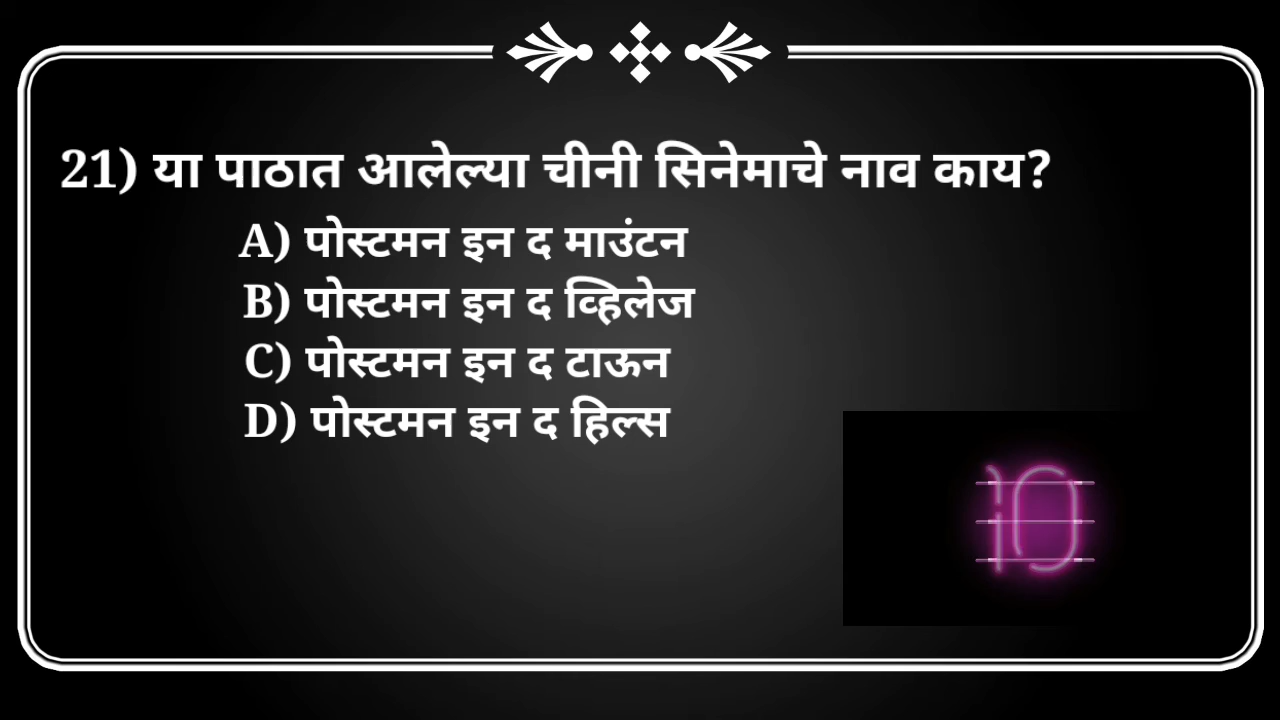 21) या पाठात आलेल्या चीनी सिनेमाचे नाव काय?
A) पोस्टमन इन द माउंटन
B) पोस्टमन इन द व्हिलेज
C) पोस्टमन इन द टाऊन
D) पोस्टमन इन द हिल्स
10